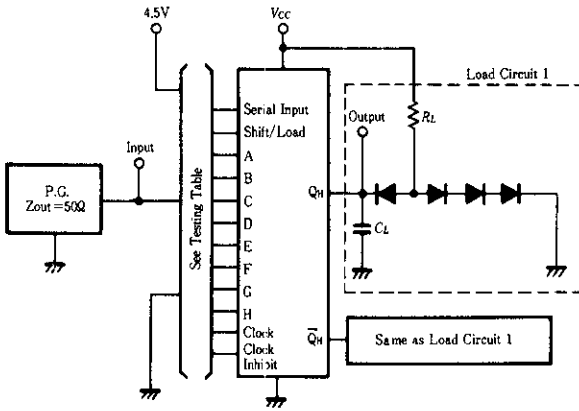 4.5V
Vcc
Load Circuit 1
Output
RL
Input
P.G.
Zout=50Ω
See Testing Table
Serial Input
Shift/Load
A
B
C
D
E
F
G
H
Clock
Clock
Inhibit
QH
CL
Q̅H
Same as Load Circuit 1